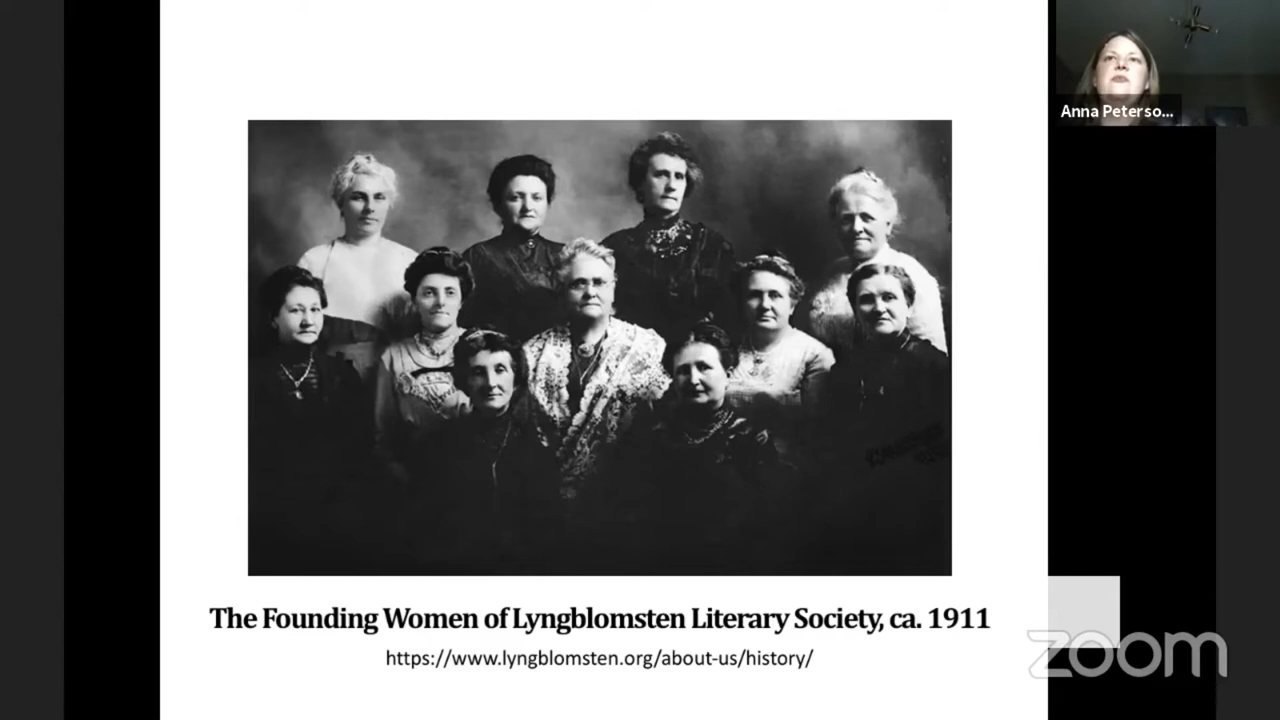 Anna Peterso...
The Founding Women of Lyngblomsten Literary Society, ca. 1911
https://www.lyngblomsten.org/about-us/history/
zoom